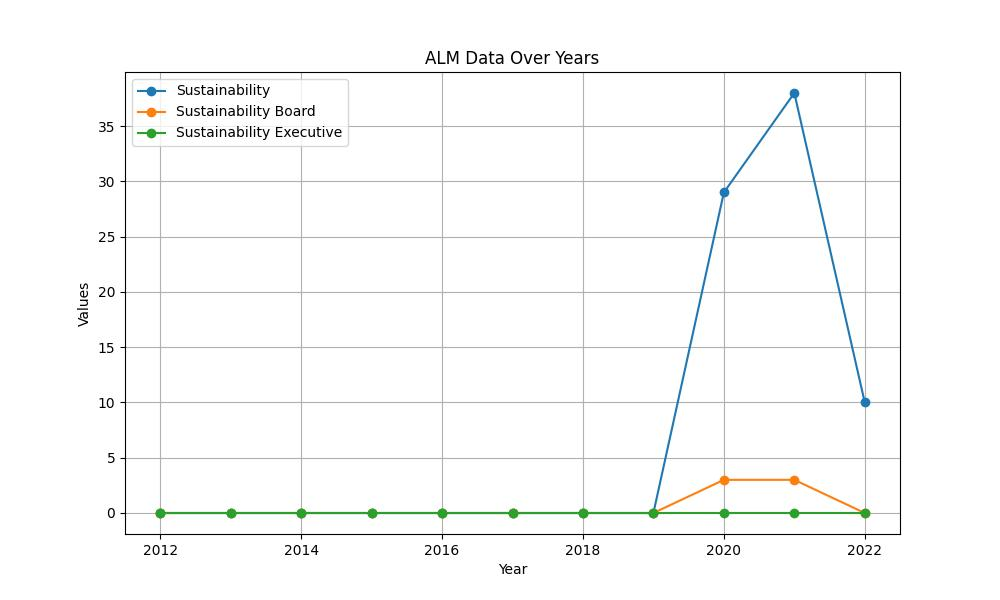 ALM Data Over Years
Sustainability
Sustainability Board
Sustainability Executive
35
30
25
20
15
10
5
0
Values
2012 2014 2016 2018 2020 2022
Year